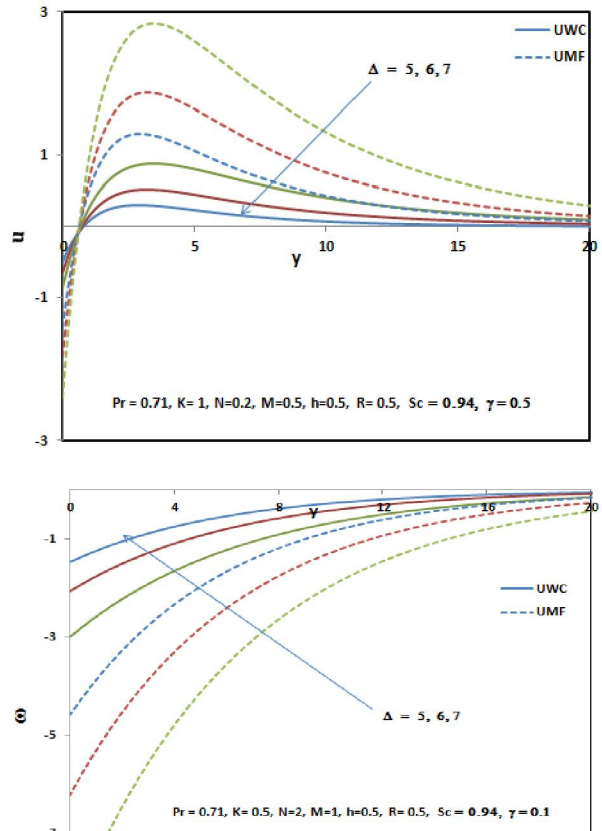 3
UWC
UMF
Δ = 5, 6, 7
1
u
0
5
10
15
20
y
-1
Pr = 0.71, K= 1, N=0.2, M=0.5, h=0.5, R= 0.5, Sc = 0.94, γ = 0.5
-3
0
4
y
8
12
16
20
-1
UWC
UMF
-3
ω
Δ = 5, 6, 7
-5
Pr = 0.71, K= 0.5, N=2, M=1, h=0.5, R= 0.5, Sc = 0.94, γ = 0.1
-7